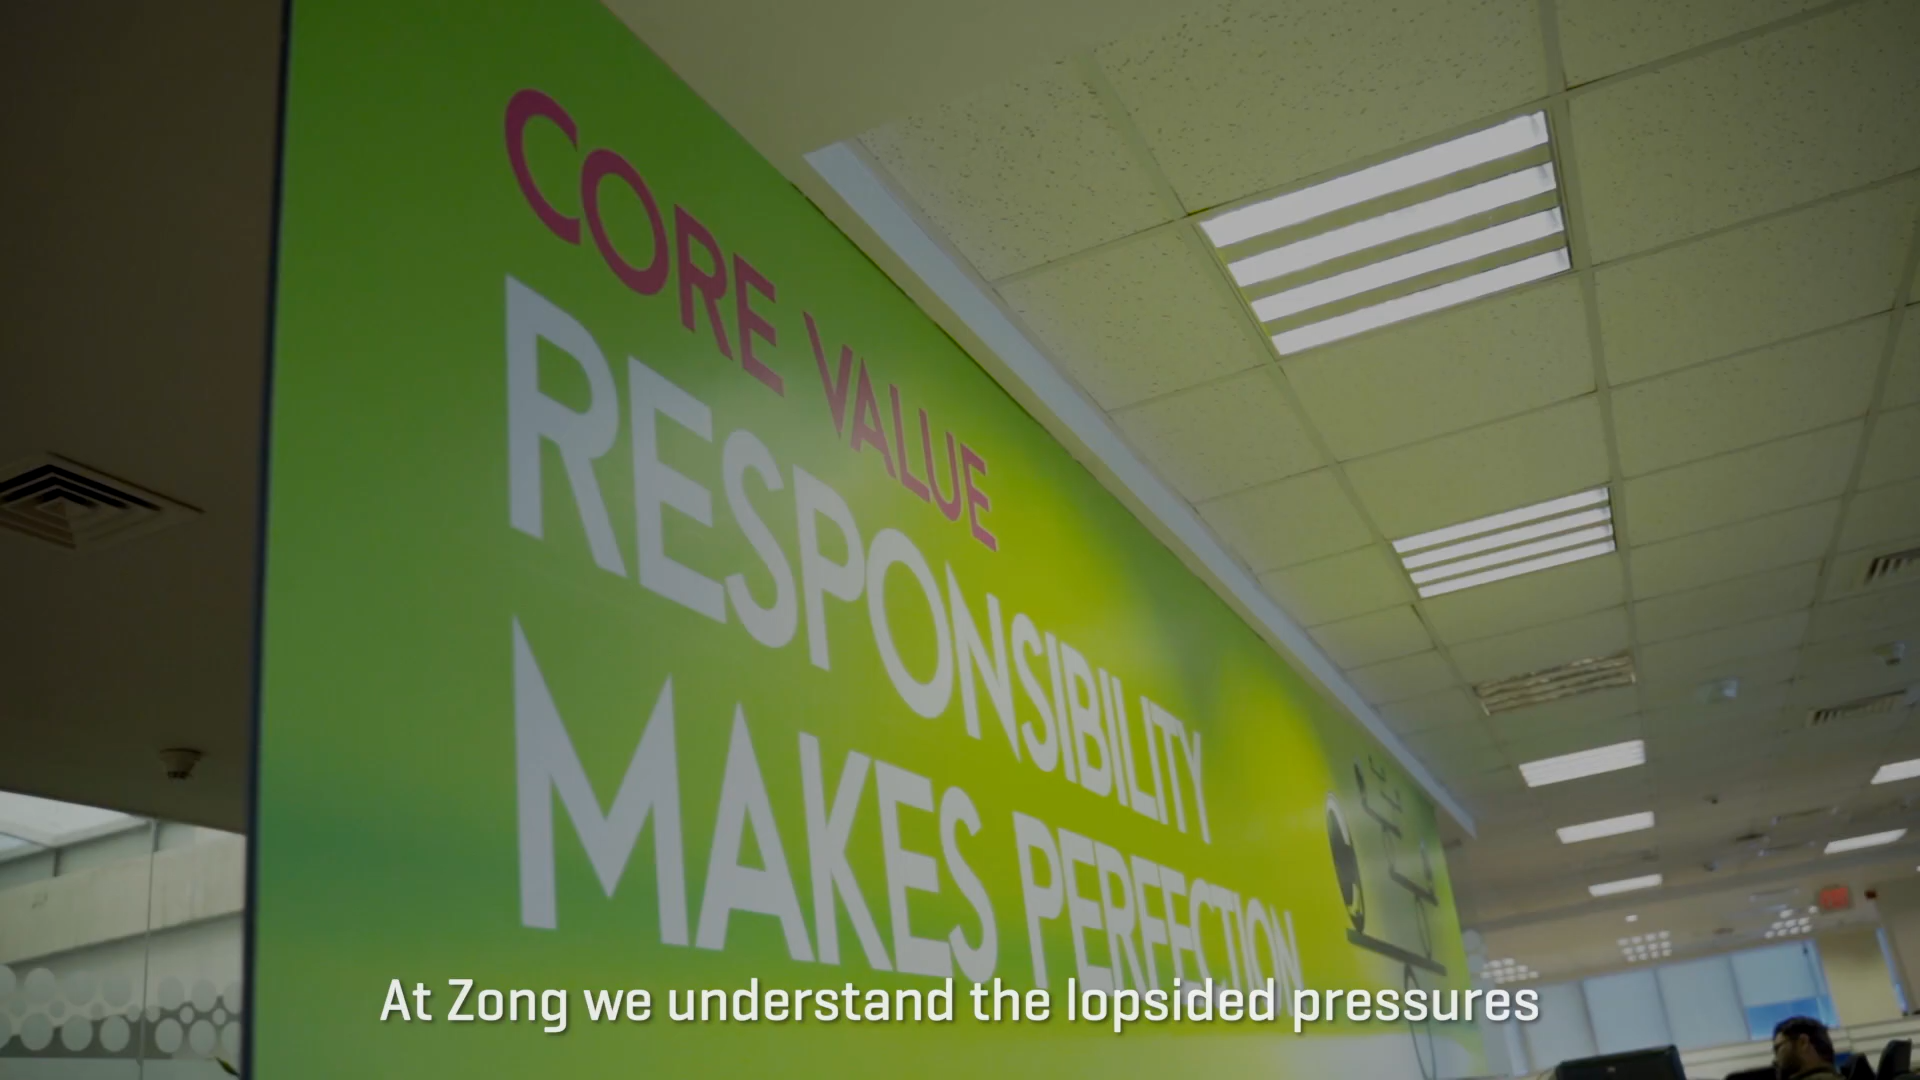 CORE VALUE
RESPONSIBILITY
MAKES PERFECTION
At Zong we understand the lopsided pressures